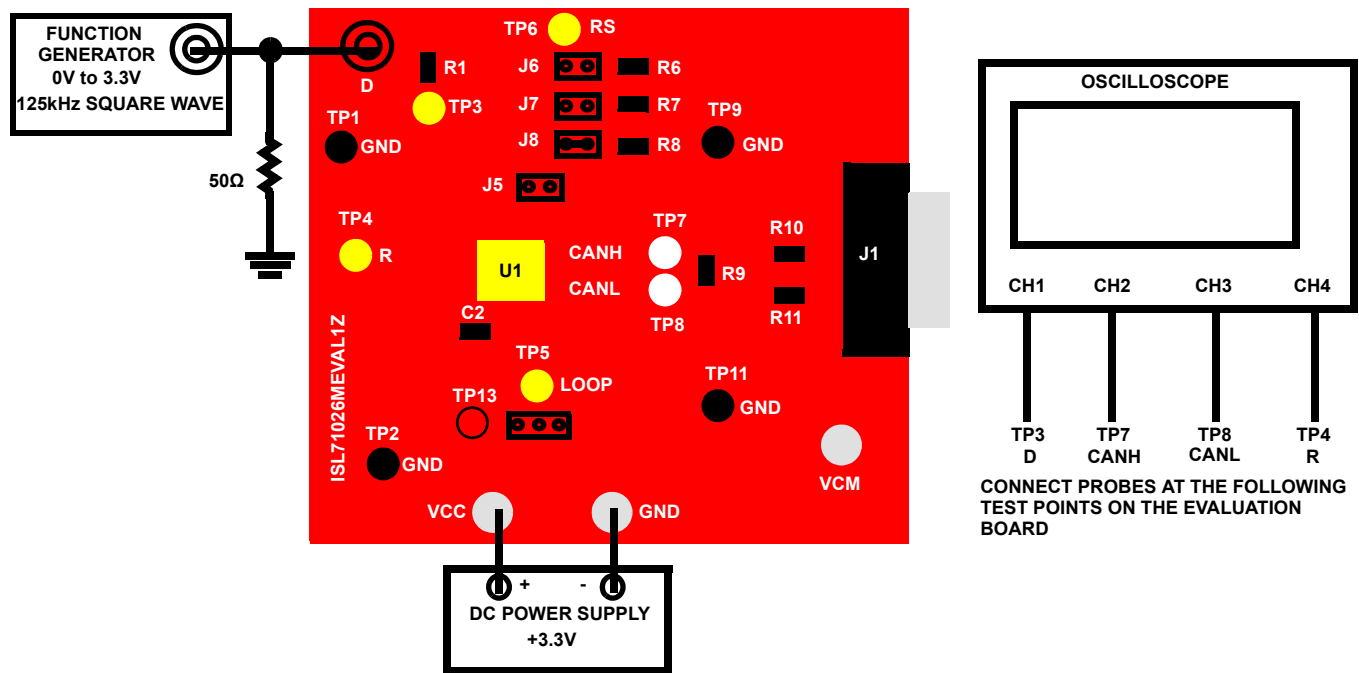 FUNCTION
GENERATOR
0V to 3.3V
125kHz SQUARE WAVE
50Ω
D
R1
TP3
TP1
GND
TP6
RS
J6
R6
J7
R7
J8
R8
J5
TP9
GND
TP4
R
U1
CANH
CANL
TP7
TP8
R9
R10
R11
J1
C2
TP5
LOOP
TP13
TP11
GND
TP2
GND
ISL71026MEVAL1Z
VCM
VCC
GND
+ -
DC POWER SUPPLY
+3.3V
OSCILLOSCOPE
CH1 CH2 CH3 CH4
TP3 TP7 TP8 TP4
D CANH CANL R
CONNECT PROBES AT THE FOLLOWING
TEST POINTS ON THE EVALUATION
BOARD